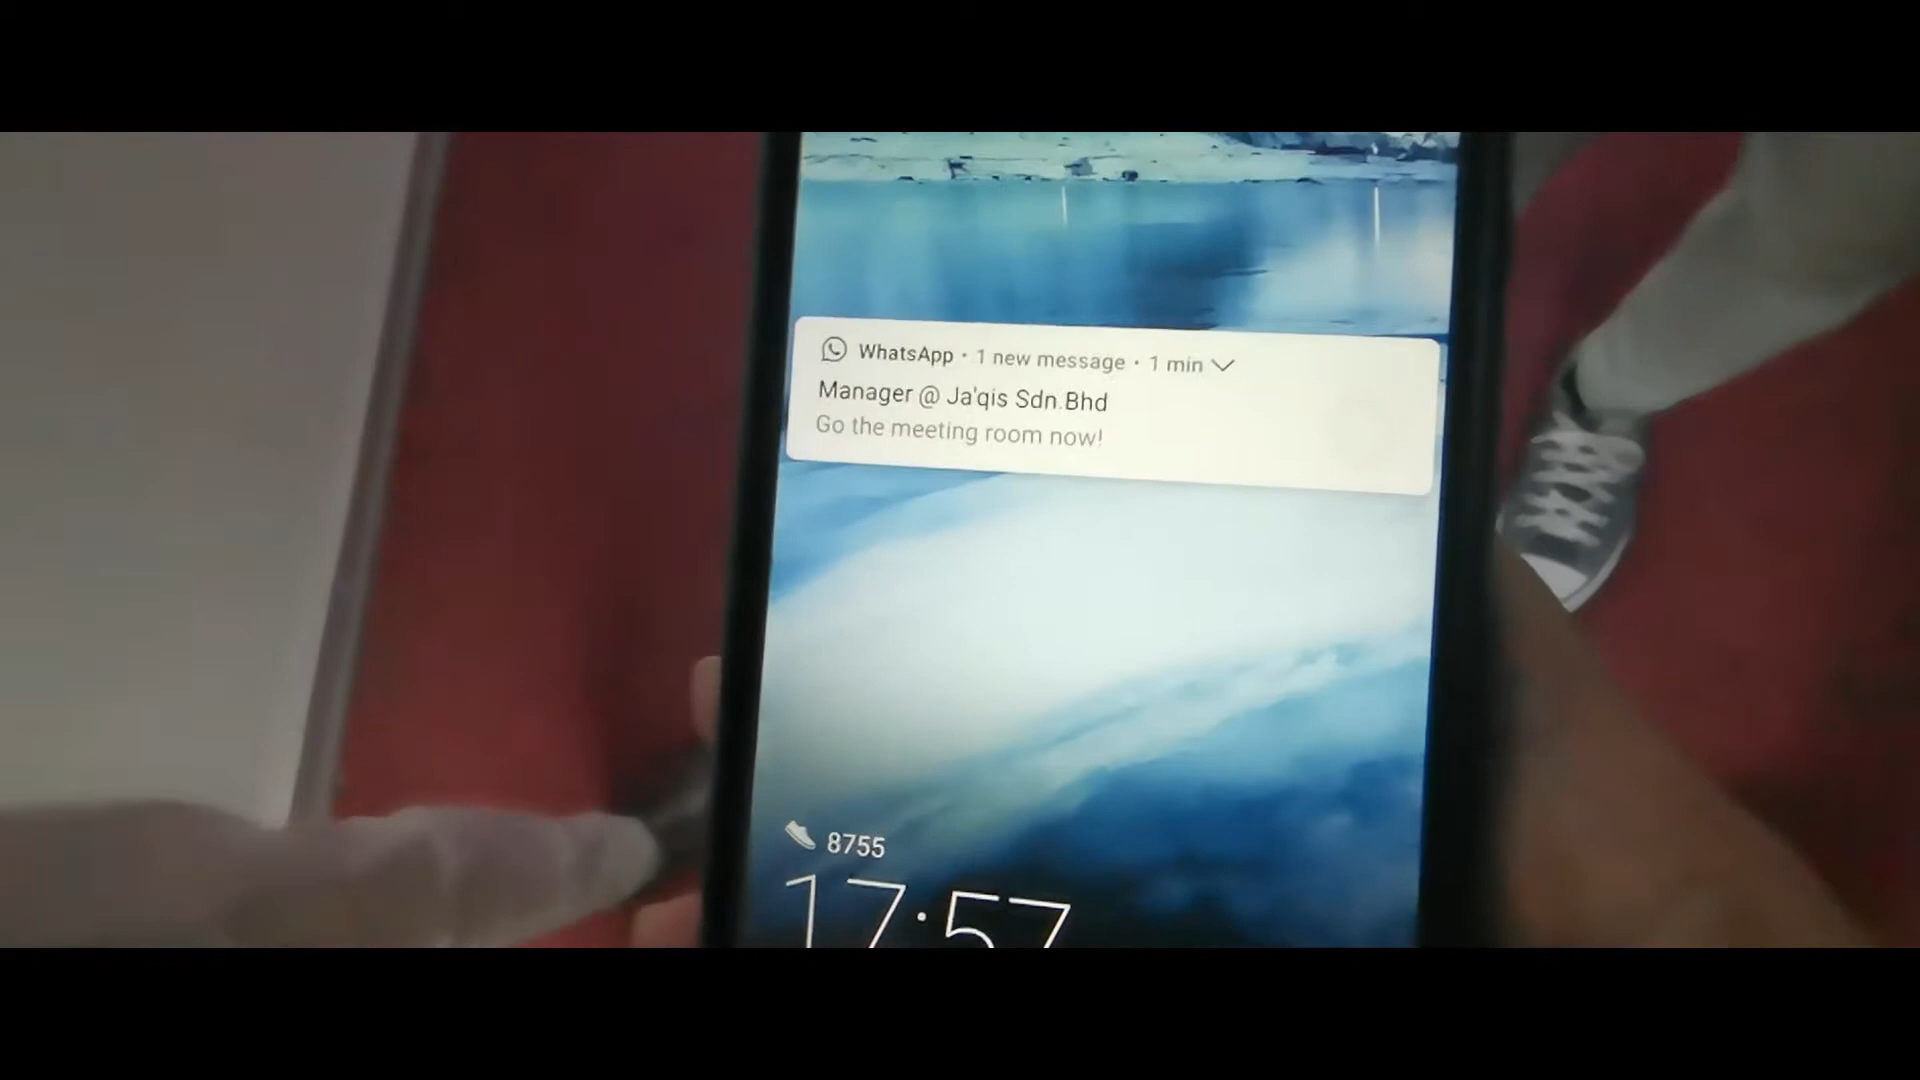 WhatsApp · 1 new message · 1 min
Manager @ Ja'qis Sdn.Bhd
Go the meeting room now!
8755
17:57